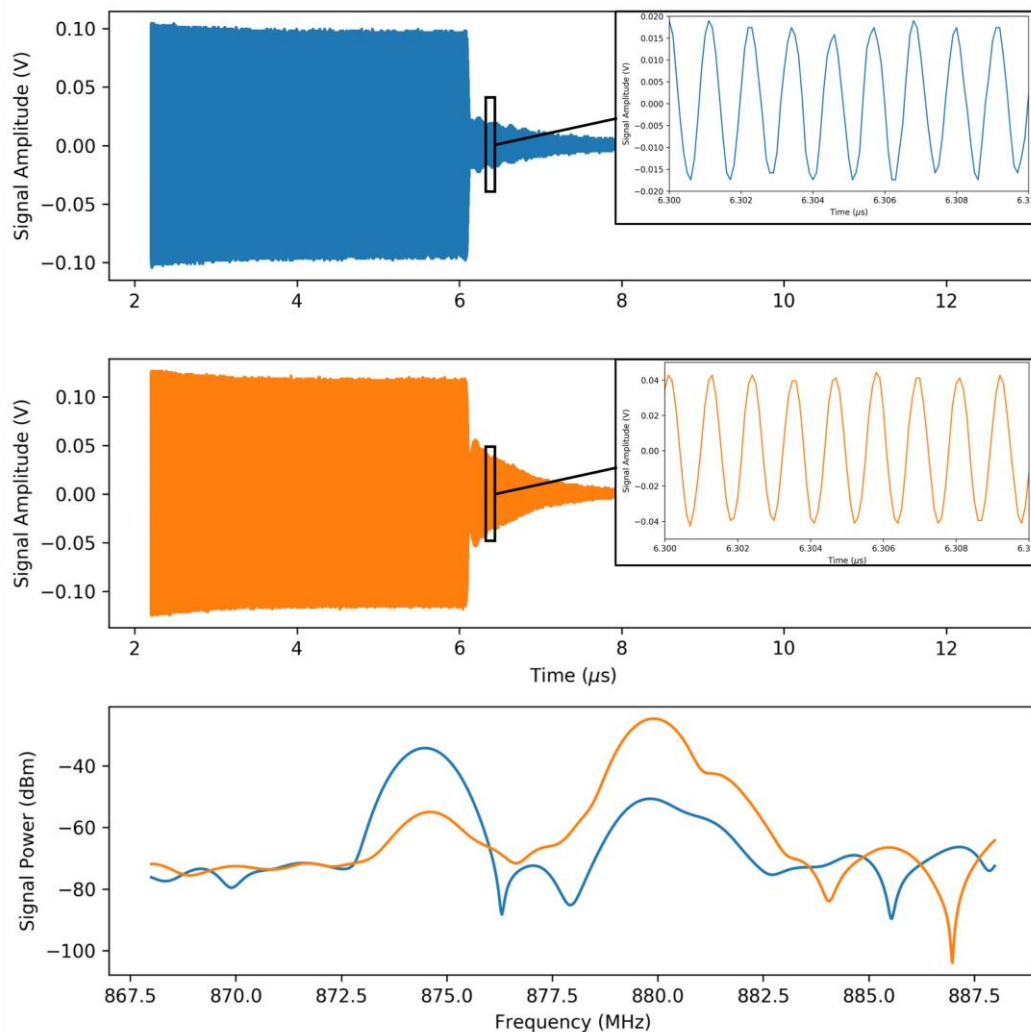 0.10
0.05
0.00
−0.05
−0.10
Signal Amplitude (V)
2 4 6 8 10 12
0.020
0.015
0.010
0.005
0.000
−0.005
−0.010
−0.015
−0.020
Signal Amplitude (V)
6.300 6.302 6.304 6.306 6.308
Time (μs)
0.10
0.05
0.00
−0.05
−0.10
Signal Amplitude (V)
2 4 6 8 10 12
Time (μs)
0.04
0.02
0.00
−0.02
−0.04
Signal Amplitude (V)
6.300 6.302 6.304 6.306 6.308
Time (μs)
−40
−60
−80
−100
Signal Power (dBm)
867.5 870.0 872.5 875.0 877.5 880.0 882.5 885.0 887.5
Frequency (MHz)